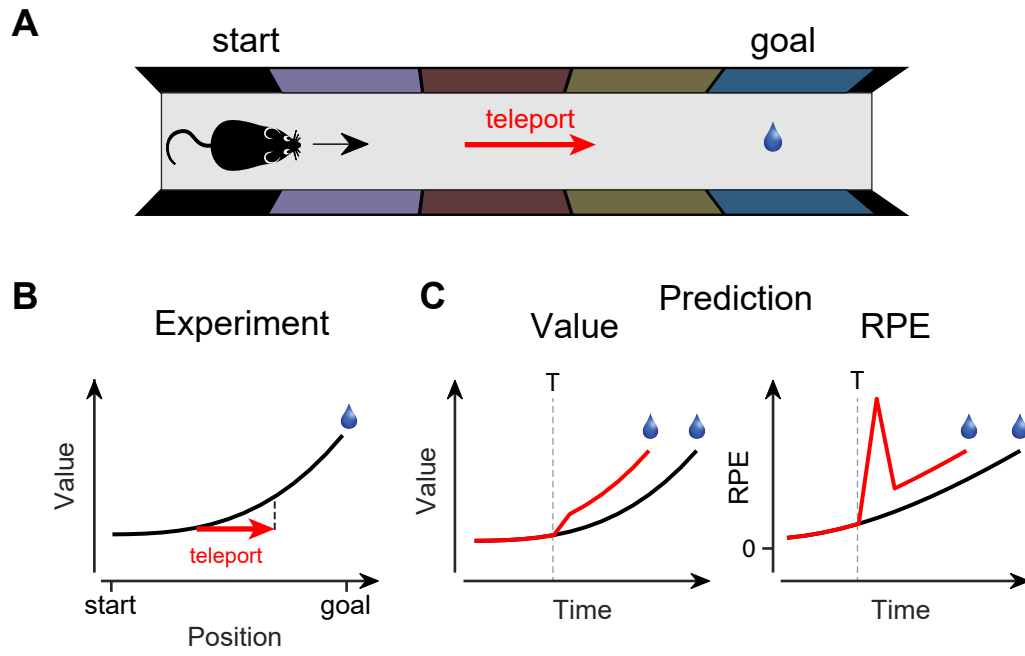 A
start
goal
teleport
B
Experiment
Value
teleport
start
goal
Position
C
Prediction
Value
RPE
T
Value
Time
T
RPE
0
Time